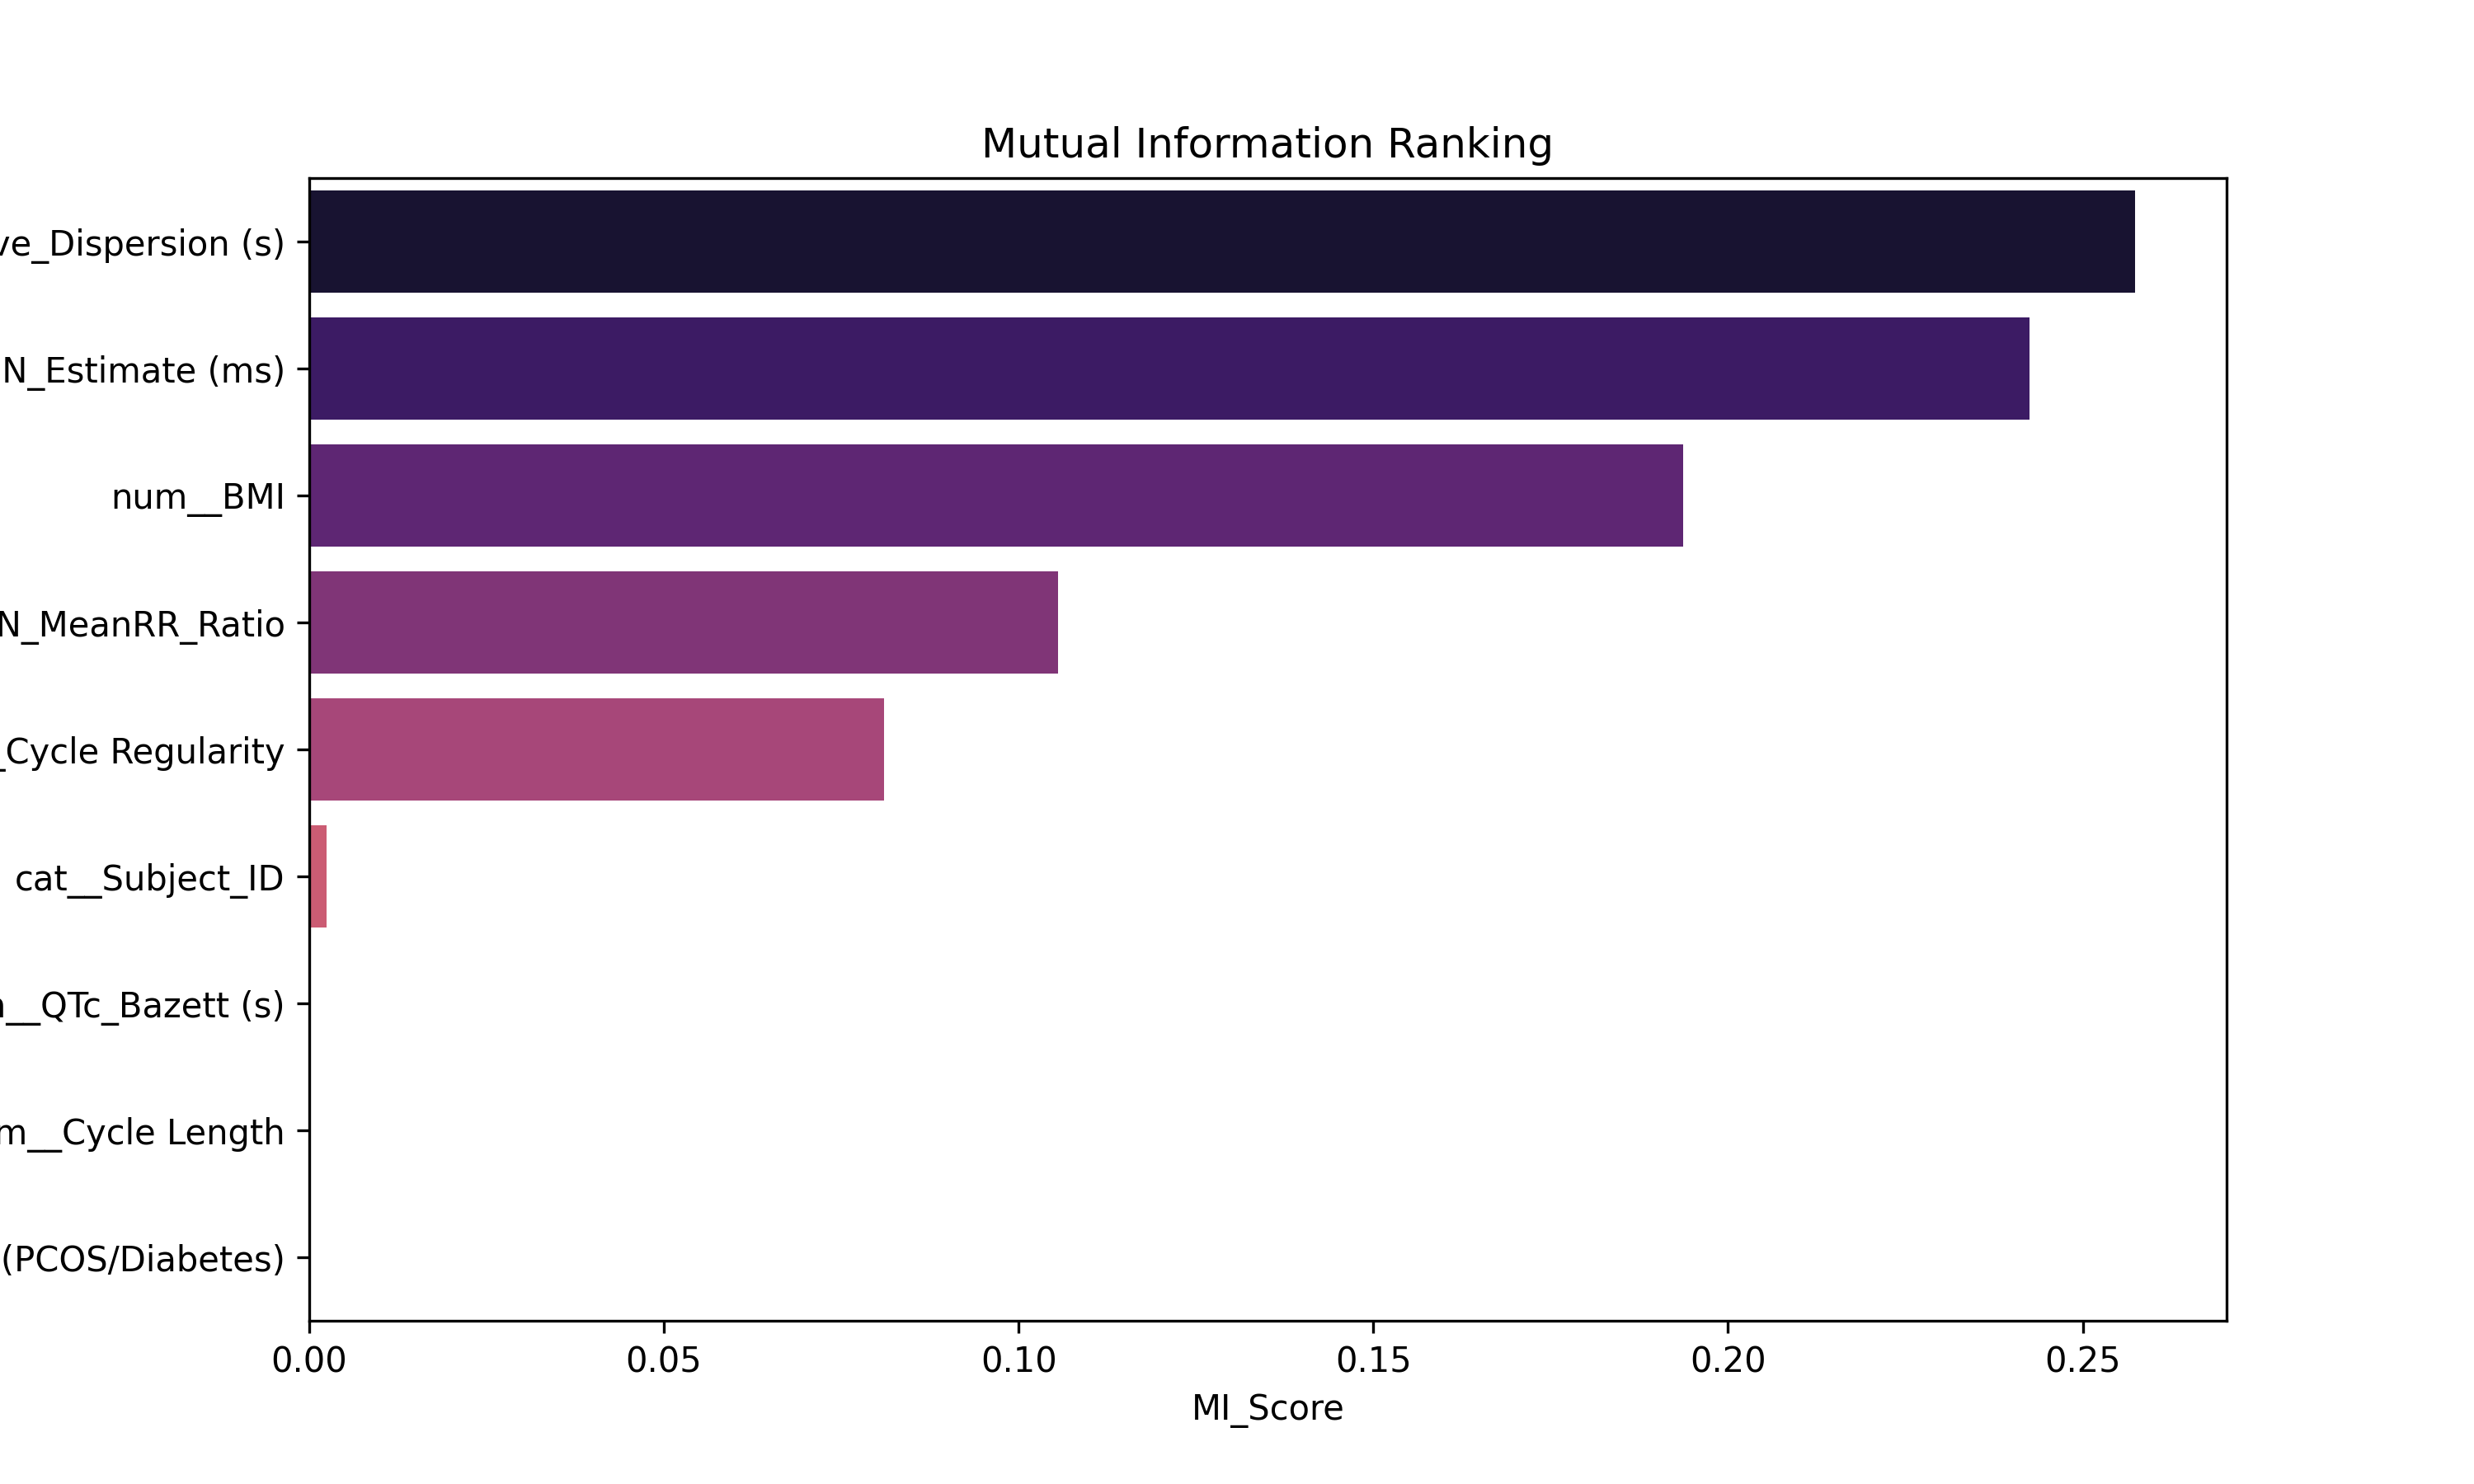 Mutual Information Ranking
ve_Dispersion (s)
N_Estimate (ms)
num__BMI
N_MeanRR_Ratio
_Cycle Regularity
cat__Subject_ID
__QTc_Bazett (s)
m__Cycle Length
(PCOS/Diabetes)
0.00 0.05 0.10 0.15 0.20 0.25
MI_Score